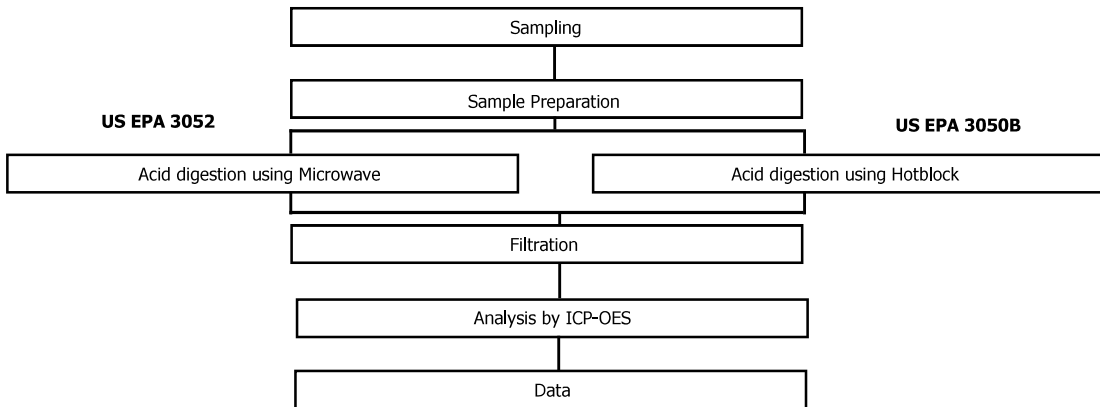 Sampling
Sample Preparation
US EPA 3052
US EPA 3050B
Acid digestion using Microwave
Acid digestion using Hotblock
Filtration
Analysis by ICP-OES
Data